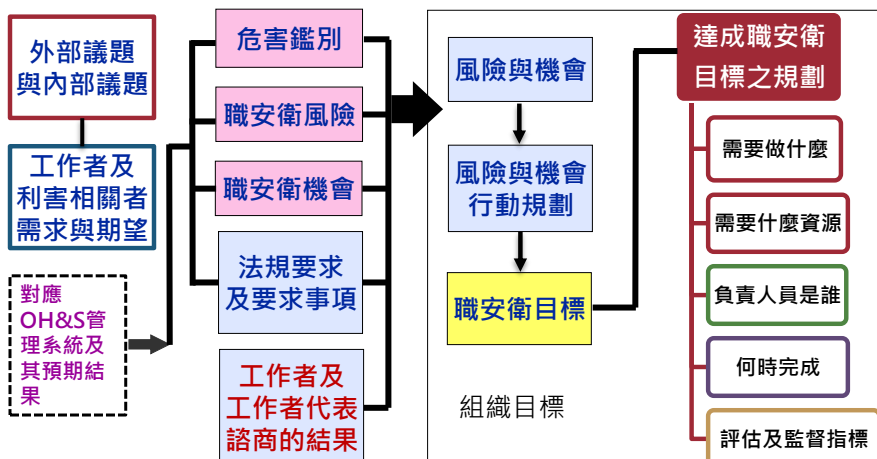 外部議題
與內部議題
工作者及
利害相關者
需求與期望
對應
OH&S管
理系統及
其預期結
果
危害鑑別
職安衛風險
職安衛機會
法規要求
及要求事項
工作者及
工作者代表
諮商的結果
風險與機會
風險與機會
行動規劃
職安衛目標
組織目標
達成職安衛
目標之規劃
需要做什麼
需要什麼資源
負責人員是誰
何時完成
評估及監督指標